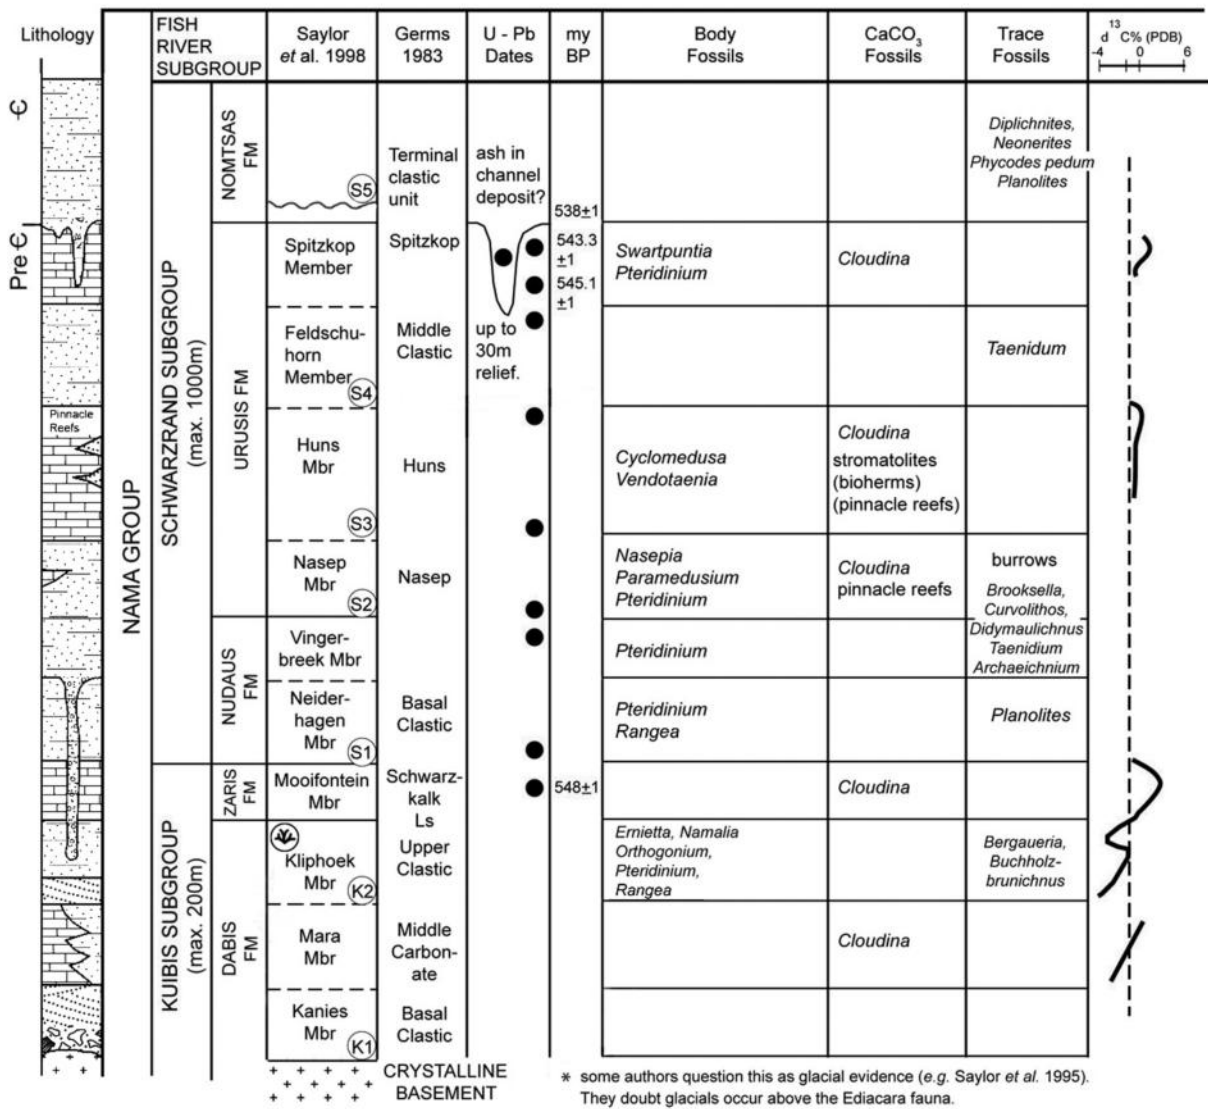 Lithology
FISH
RIVER
SUBGROUP
Saylor
et al. 1998
Germs
1983
U - Pb
Dates
my
BP
Body
Fossils
CaCO3
Fossils
Trace
Fossils
d 13 C% (PDB)
-4 0 6
Є
Pre Є
NAMA GROUP
SCHWARZRAND SUBGROUP
(max. 1000m)
KUIBIS SUBGROUP
(max. 200m)
NOMTSAS
FM
S5
Terminal
clastic
unit
ash in
channel
deposit?
538±1
Diplichnites,
Neonerites
Phycodes pedum
Planolites
URUSIS FM
Spitzkop
Member
Spitzkop
543.3
±1
545.1
±1
Swartpuntia
Pteridinium
Cloudina
Feldschu-
horn
Member
S4
Middle
Clastic
up to
30m
relief.
Taenidum
Pinnacle
Reefs
Huns
Mbr
S3
Huns
Cyclomedusa
Vendotaenia
Cloudina
stromatolites
(bioherms)
(pinnacle reefs)
Nasep
Mbr
S2
Nasep
Nasepia
Paramedusium
Pteridinium
Cloudina
pinnacle reefs
burrows
Brooksella,
Curvolithos,
Didymaulichnus
Taenidium
Archaeichnium
NUDAUS
FM
Vinger-
breek Mbr
Pteridinium
Neider-
hagen
Mbr
S1
Basal
Clastic
Pteridinium
Rangea
Planolites
ZARIS
FM
Mooifontein
Mbr
Schwarz-
kalk
Ls
548±1
Cloudina
DABIS
FM
Kliphoek
Mbr
K2
Upper
Clastic
Ernietta, Namalia
Orthogonium,
Pteridinium,
Rangea
Bergaueria,
Buchholz-
brunichnus
Mara
Mbr
Middle
Carbon-
ate
Cloudina
Kanies
Mbr
K1
Basal
Clastic
CRYSTALLINE
BASEMENT
* some authors question this as glacial evidence (e.g. Saylor et al. 1995).
They doubt glacials occur above the Ediacara fauna.